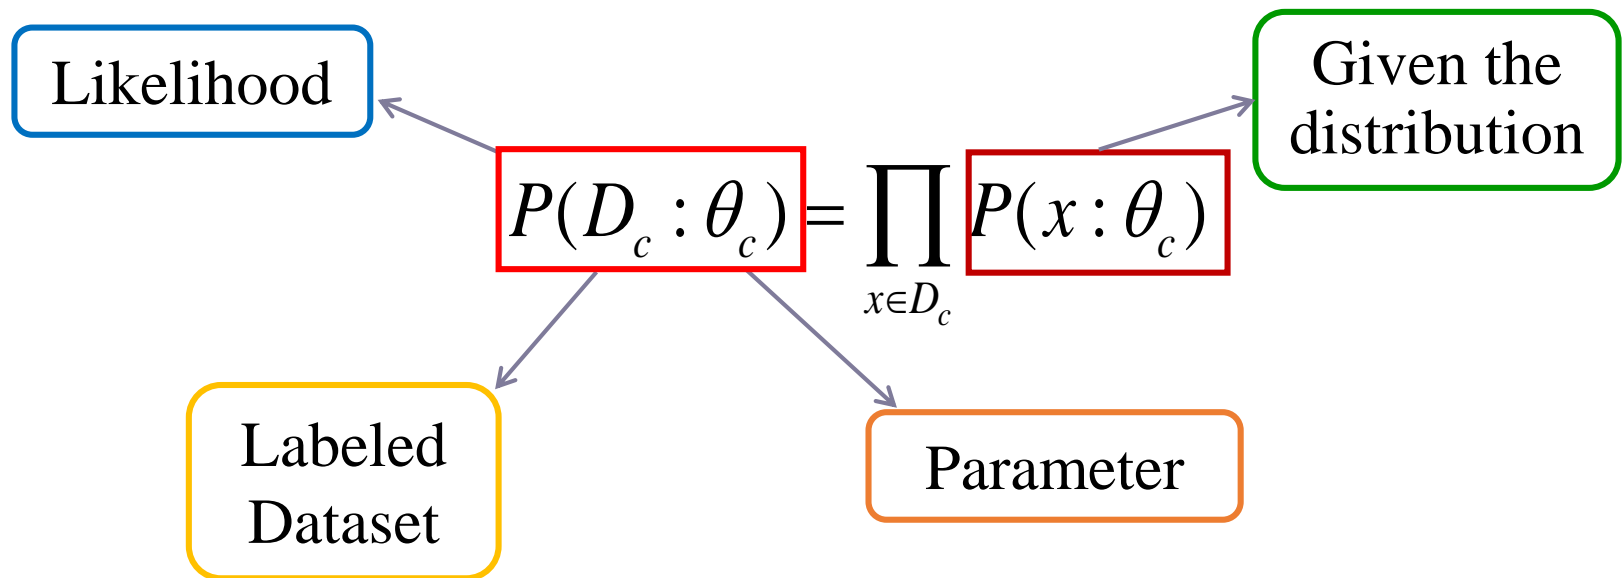 Likelihood
Given the
distribution
P(D_c : θ_c) = ∏_{x∈D_c} P(x : θ_c)
Labeled
Dataset
Parameter